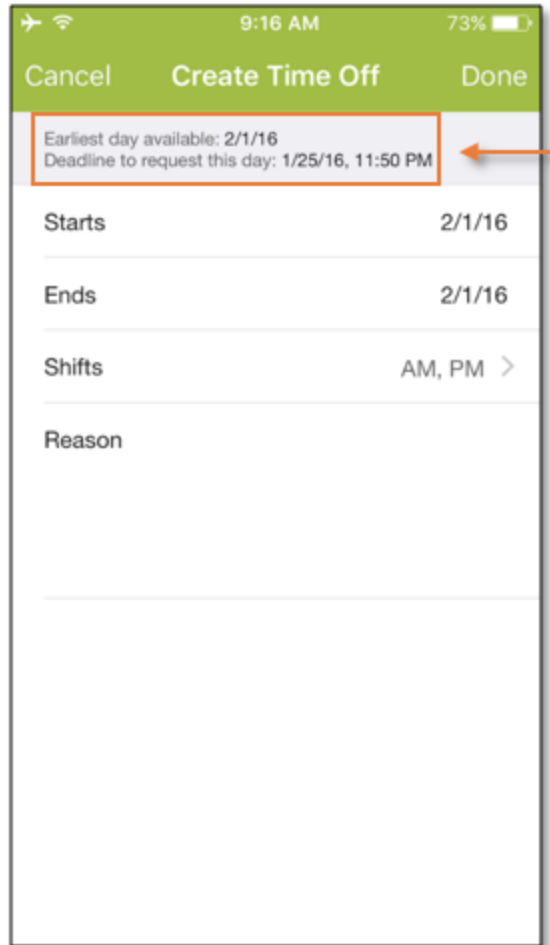 9:16 AM 73%
Cancel Create Time Off Done
Earliest day available: 2/1/16
Deadline to request this day: 1/25/16, 11:50 PM
Starts 2/1/16
Ends 2/1/16
Shifts AM, PM
Reason